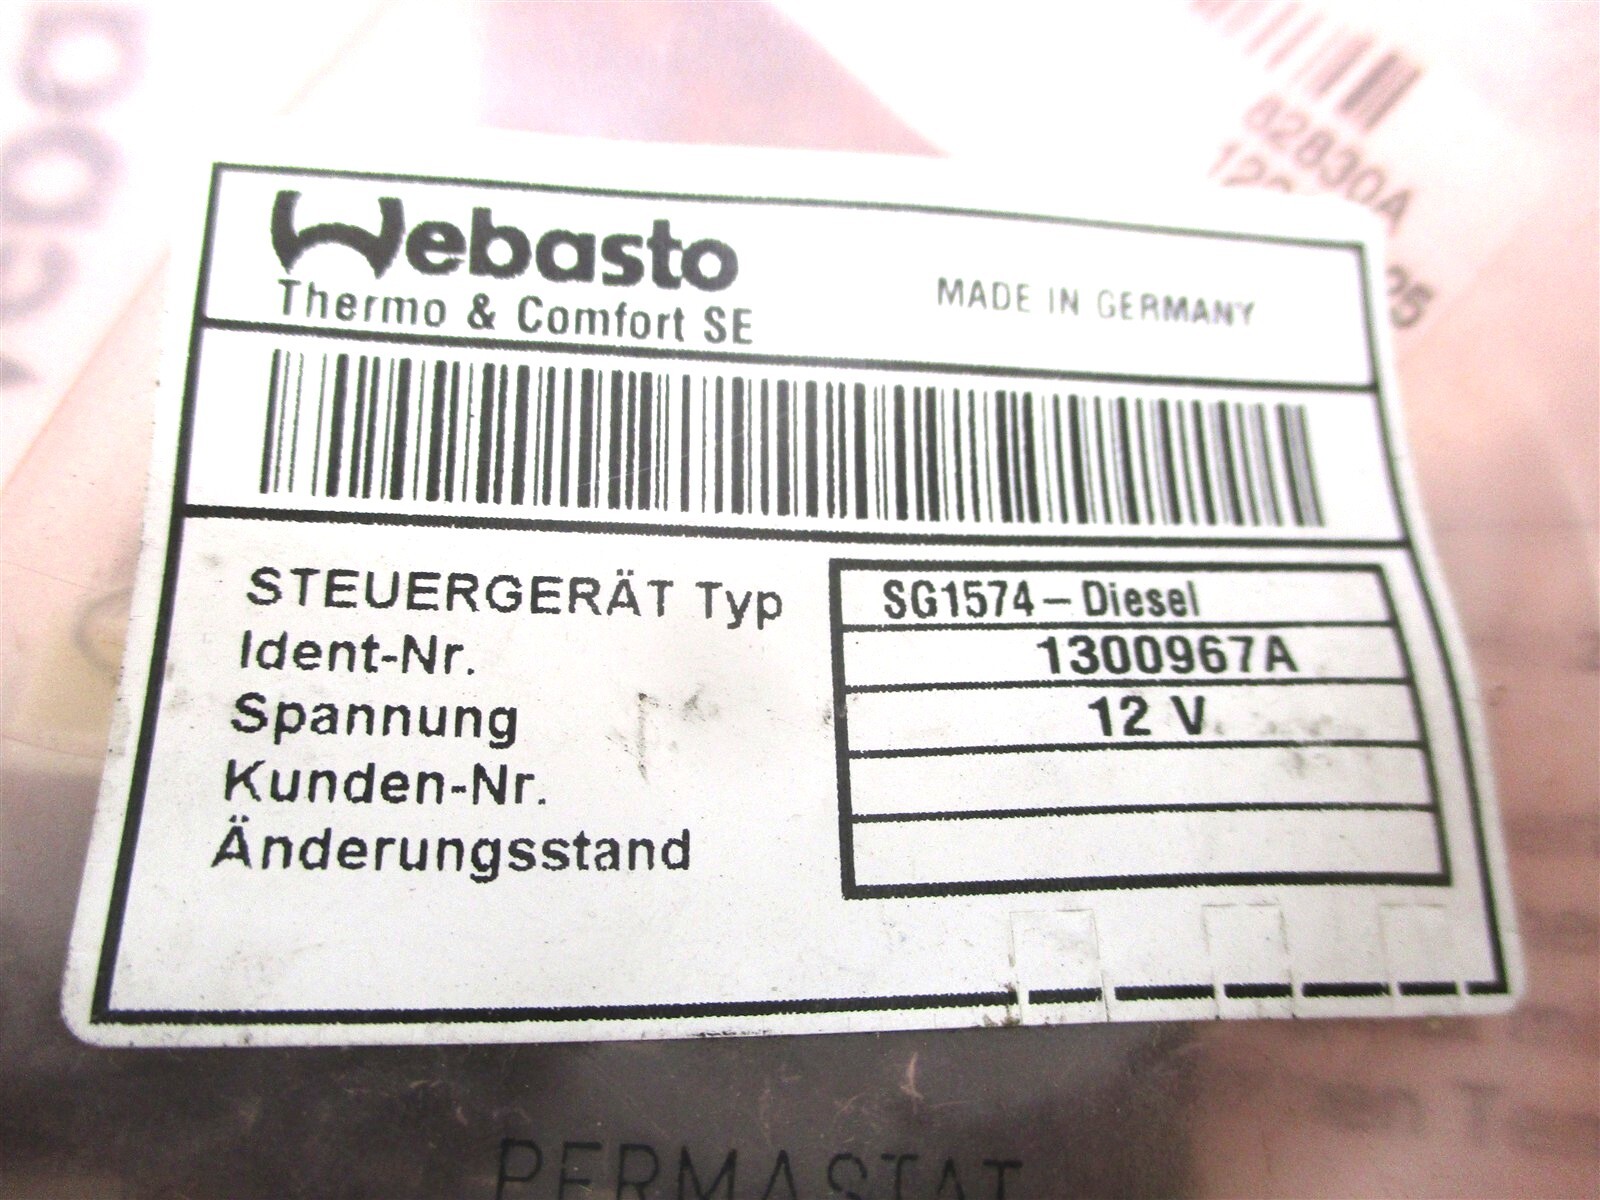 82830A
Webasto
Thermo & Comfort SE
MADE IN GERMANY
STEUERGERÄT Typ SG1574 - Diesel
Ident-Nr. 1300967A
Spannung 12 V
Kunden-Nr.
Änderungsstand
PERMASTAT